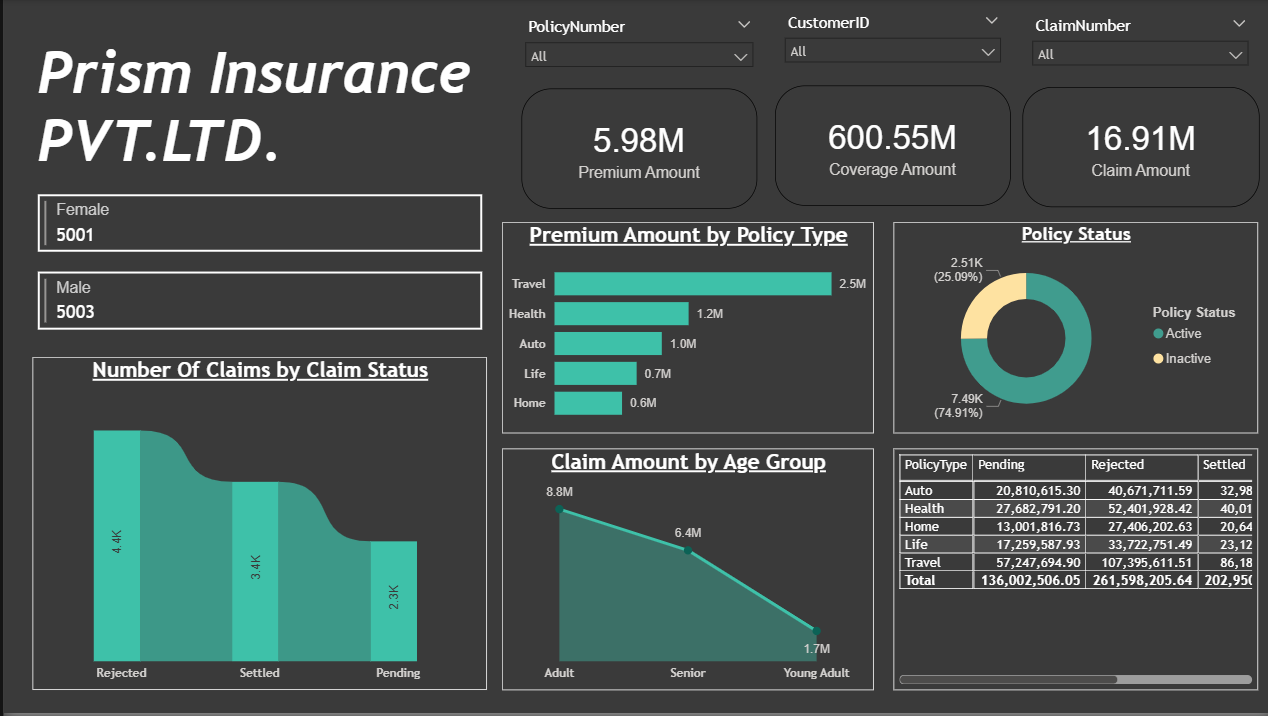 Prism Insurance
PVT.LTD.
PolicyNumber
All
CustomerID
All
ClaimNumber
All
5.98M
Premium Amount
600.55M
Coverage Amount
16.91M
Claim Amount
Female
5001
Male
5003
Number Of Claims by Claim Status
4.4K
3.4K
2.3K
Rejected Settled Pending
Premium Amount by Policy Type
Travel 2.5M
Health 1.2M
Auto 1.0M
Life 0.7M
Home 0.6M
Policy Status
2.51K
(25.09%)
7.49K
(74.91%)
Policy Status
Active
Inactive
Claim Amount by Age Group
8.8M
6.4M
1.7M
Adult Senior Young Adult
PolicyType Pending Rejected Settled
Auto 20,810,615.30 40,671,711.59 32,98
Health 27,682,791.20 52,401,928.42 40,01
Home 13,001,816.73 27,406,202.63 20,64
Life 17,259,587.93 33,722,751.49 23,12
Travel 57,247,694.90 107,395,611.51 86,18
Total 136,002,506.05 261,598,205.64 202,950